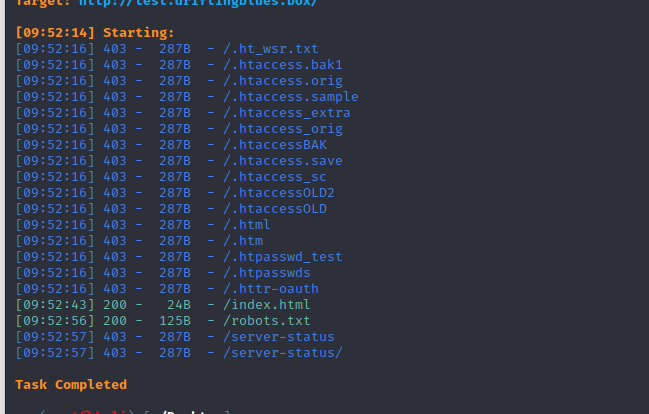 Target: http://test.driftingblues.box/
[09:52:14] Starting:
[09:52:16] 403 -  287B  - /.ht_wsr.txt
[09:52:16] 403 -  287B  - /.htaccess.bak1
[09:52:16] 403 -  287B  - /.htaccess.orig
[09:52:16] 403 -  287B  - /.htaccess.sample
[09:52:16] 403 -  287B  - /.htaccess_extra
[09:52:16] 403 -  287B  - /.htaccess_orig
[09:52:16] 403 -  287B  - /.htaccessBAK
[09:52:16] 403 -  287B  - /.htaccess.save
[09:52:16] 403 -  287B  - /.htaccess_sc
[09:52:16] 403 -  287B  - /.htaccessOLD2
[09:52:16] 403 -  287B  - /.htaccessOLD
[09:52:16] 403 -  287B  - /.html
[09:52:16] 403 -  287B  - /.htm
[09:52:16] 403 -  287B  - /.htpasswd_test
[09:52:16] 403 -  287B  - /.htpasswds
[09:52:16] 403 -  287B  - /.httr-oauth
[09:52:43] 200 -   24B  - /index.html
[09:52:56] 200 -  125B  - /robots.txt
[09:52:57] 403 -  287B  - /server-status
[09:52:57] 403 -  287B  - /server-status/
Task Completed